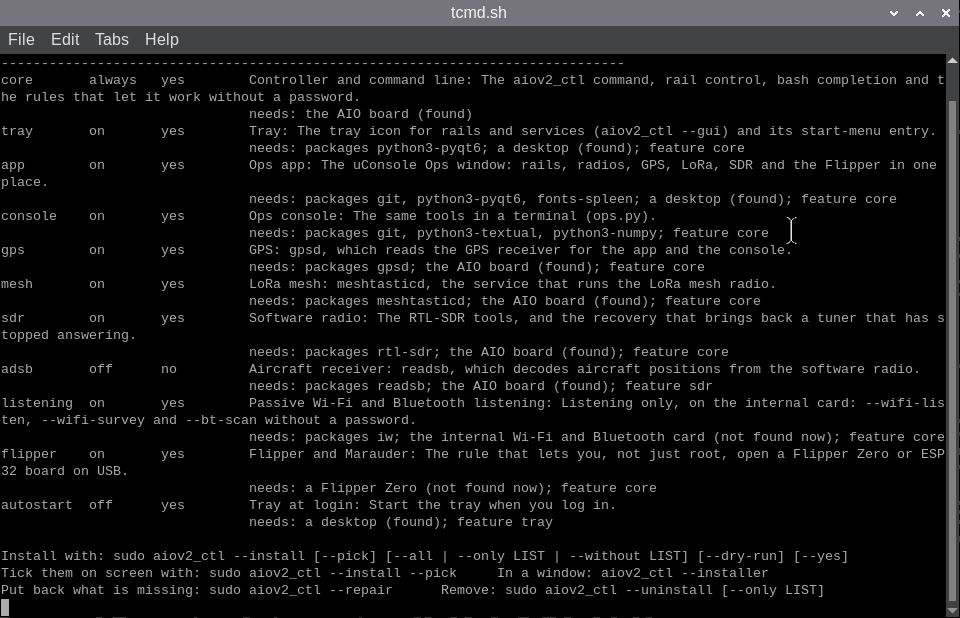 tcmd.sh
File Edit Tabs Help
------------------------------------------------------------------------------
core       always   yes        Controller and command line: The aiov2_ctl command, rail control, bash completion and t
he rules that let it work without a password.
                               needs: the AIO board (found)
tray       on       yes        Tray: The tray icon for rails and services (aiov2_ctl --gui) and its start-menu entry.
                               needs: packages python3-pyqt6; a desktop (found); feature core
app        on       yes        Ops app: The uConsole Ops window: rails, radios, GPS, LoRa, SDR and the Flipper in one
place.
                               needs: packages git, python3-pyqt6, fonts-spleen; a desktop (found); feature core
console    on       yes        Ops console: The same tools in a terminal (ops.py).
                               needs: packages git, python3-textual, python3-numpy; feature core
gps        on       yes        GPS: gpsd, which reads the GPS receiver for the app and the console.
                               needs: packages gpsd; the AIO board (found); feature core
mesh       on       yes        LoRa mesh: meshtasticd, the service that runs the LoRa mesh radio.
                               needs: packages meshtasticd; the AIO board (found); feature core
sdr        on       yes        Software radio: The RTL-SDR tools, and the recovery that brings back a tuner that has s
topped answering.
                               needs: packages rtl-sdr; the AIO board (found); feature core
adsb       off      no         Aircraft receiver: readsb, which decodes aircraft positions from the software radio.
                               needs: packages readsb; the AIO board (found); feature sdr
listening  on       yes        Passive Wi-Fi and Bluetooth listening: Listening only, on the internal card: --wifi-lis
ten, --wifi-survey and --bt-scan without a password.
                               needs: packages iw; the internal Wi-Fi and Bluetooth card (not found now); feature core
flipper    on       yes        Flipper and Marauder: The rule that lets you, not just root, open a Flipper Zero or ESP
32 board on USB.
                               needs: a Flipper Zero (not found now); feature core
autostart  off      yes        Tray at login: Start the tray when you log in.
                               needs: a desktop (found); feature tray
Install with: sudo aiov2_ctl --install [--pick] [--all | --only LIST | --without LIST] [--dry-run] [--yes]
Tick them on screen with: sudo aiov2_ctl --install --pick     In a window: aiov2_ctl --installer
Put back what is missing: sudo aiov2_ctl --repair      Remove: sudo aiov2_ctl --uninstall [--only LIST]